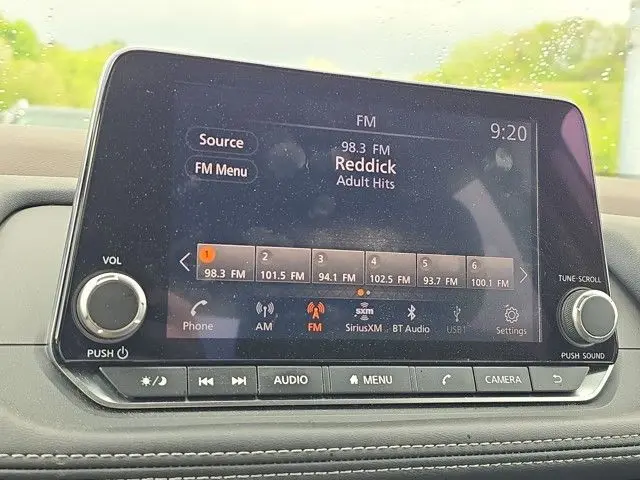 FM
9:20
Source
98.3 FM
Reddick
FM Menu
Adult Hits
1 2 3 4 5 6
98.3 FM 101.5 FM 94.1 FM 102.5 FM 93.7 FM 100.1 FM
VOL
TUNE·SCROLL
sxm
Phone AM FM SiriusXM BT Audio USB1 Settings
PUSH
PUSH SOUND
AUDIO MENU CAMERA